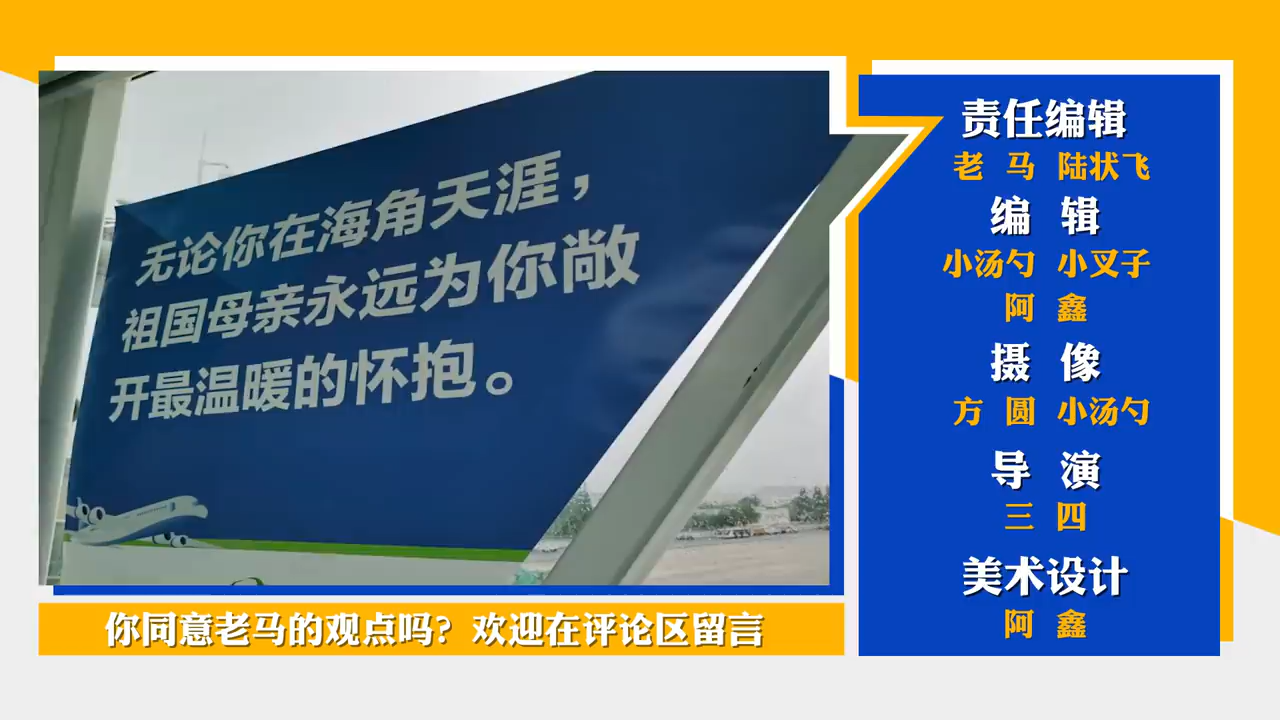 无论你在海角天涯，
祖国母亲永远为你敞
开最温暖的怀抱。
你同意老马的观点吗？欢迎在评论区留言
责任编辑
老马 陆状飞
编辑
小汤勺 小叉子
阿鑫
摄像
方圆 小汤勺
导演
三四
美术设计
阿鑫